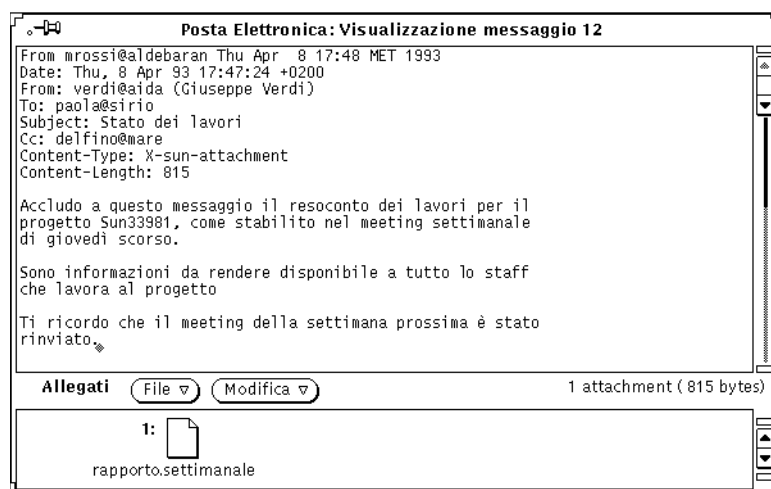 Posta Elettronica: Visualizzazione messaggio 12
From mrossi@aldebaran Thu Apr  8 17:48 MET 1993
Date: Thu, 8 Apr 93 17:47:24 +0200
From: verdi@aida (Giuseppe Verdi)
To: paola@sirio
Subject: Stato dei lavori
Cc: delfino@mare
Content-Type: X-sun-attachment
Content-Length: 815
Accludo a questo messaggio il resoconto dei lavori per il
progetto Sun33981, come stabilito nel meeting settimanale
di giovedì scorso.
Sono informazioni da rendere disponibile a tutto lo staff
che lavora al progetto
Ti ricordo che il meeting della settimana prossima è stato
rinviato.
Allegati File Modifica 1 attachment ( 815 bytes)
1:
rapporto.settimanale